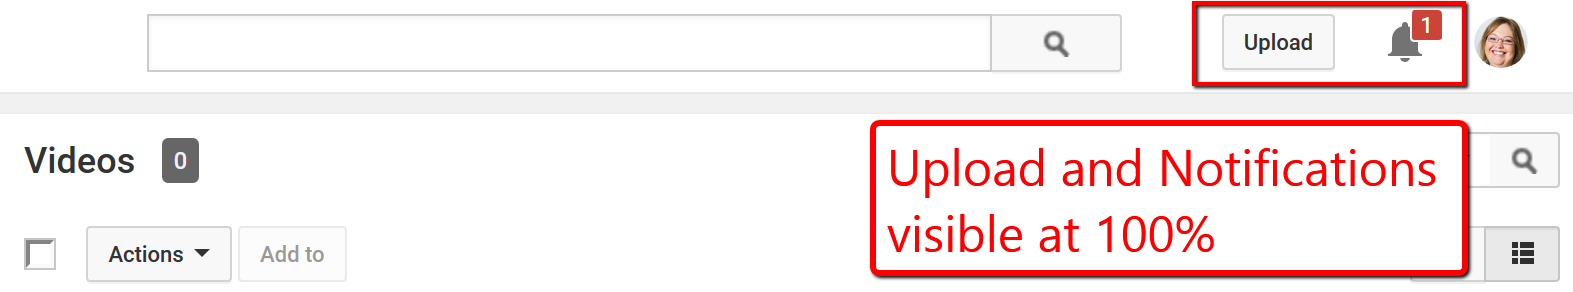 Upload
1
Videos
0
Upload and Notifications
visible at 100%
Actions
Add to